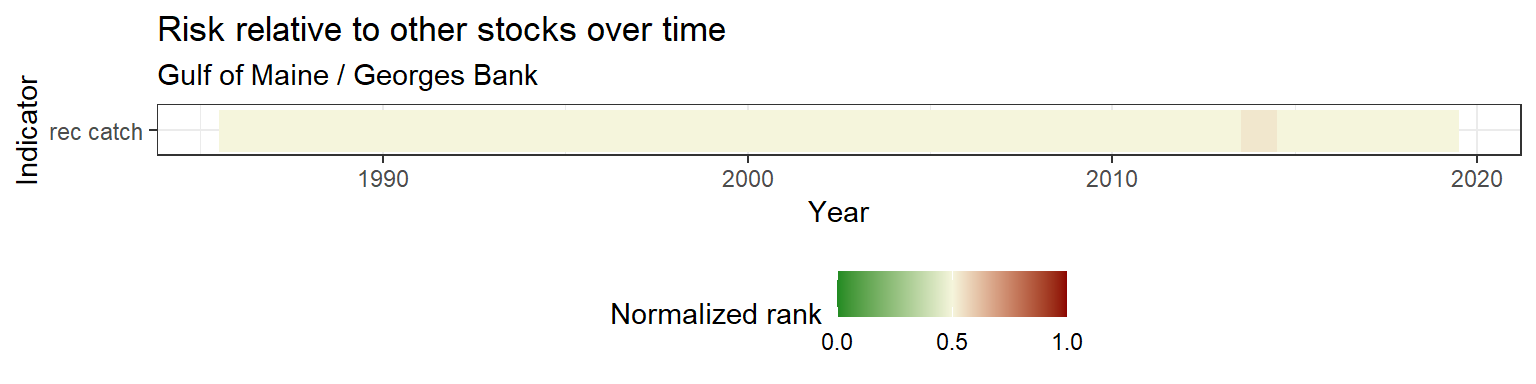 Risk relative to other stocks over time
Gulf of Maine / Georges Bank
Indicator
rec catch
1990 2000 2010 2020
Year
Normalized rank
0.0 0.5 1.0